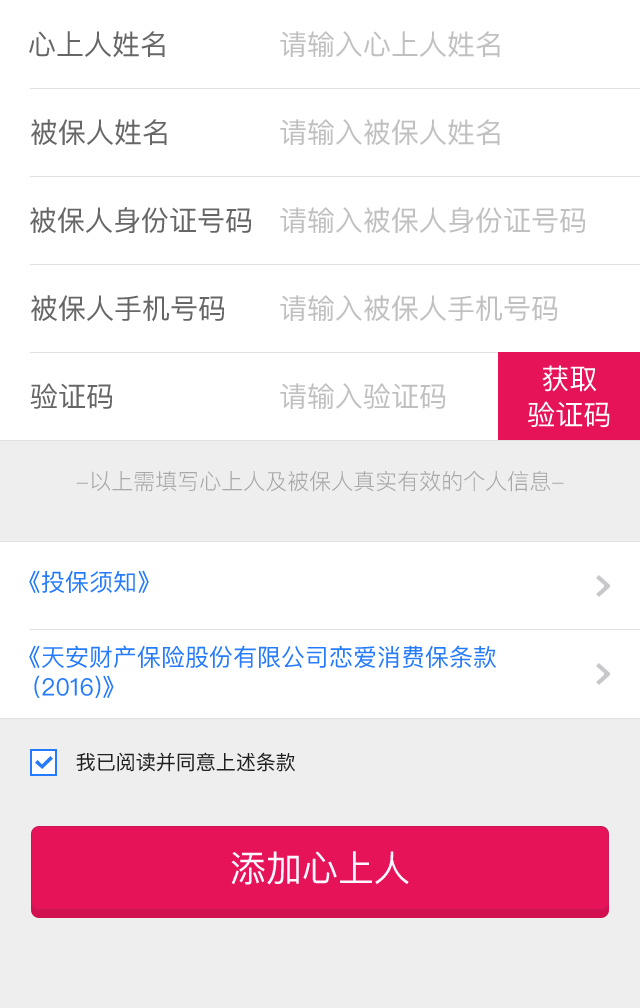 心上人姓名 请输入心上人姓名
被保人姓名 请输入被保人姓名
被保人身份证号码 请输入被保人身份证号码
被保人手机号码 请输入被保人手机号码
验证码 请输入验证码 获取
验证码
–以上需填写心上人及被保人真实有效的个人信息–
《投保须知》
《天安财产保险股份有限公司恋爱消费保条款
(2016)》
我已阅读并同意上述条款
添加心上人